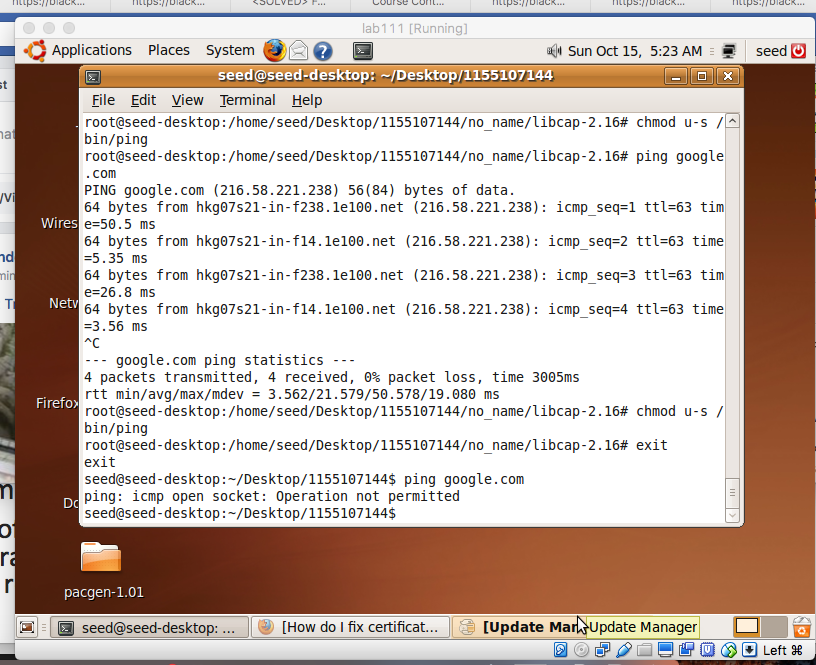 https://black...
https://black...
<SOLVED> F...
Course Cont...
https://black...
https://black...
https://black...
lab111 [Running]
Applications Places System Sun Oct 15, 5:23 AM seed
seed@seed-desktop: ~/Desktop/1155107144
File Edit View Terminal Help
root@seed-desktop:/home/seed/Desktop/1155107144/no_name/libcap-2.16# chmod u-s /
bin/ping
root@seed-desktop:/home/seed/Desktop/1155107144/no_name/libcap-2.16# ping google
.com
PING google.com (216.58.221.238) 56(84) bytes of data.
64 bytes from hkg07s21-in-f238.1e100.net (216.58.221.238): icmp_seq=1 ttl=63 tim
e=50.5 ms
64 bytes from hkg07s21-in-f14.1e100.net (216.58.221.238): icmp_seq=2 ttl=63 time
=5.35 ms
64 bytes from hkg07s21-in-f238.1e100.net (216.58.221.238): icmp_seq=3 ttl=63 tim
e=26.8 ms
64 bytes from hkg07s21-in-f14.1e100.net (216.58.221.238): icmp_seq=4 ttl=63 time
=3.56 ms
^C
--- google.com ping statistics ---
4 packets transmitted, 4 received, 0% packet loss, time 3005ms
rtt min/avg/max/mdev = 3.562/21.579/50.578/19.080 ms
root@seed-desktop:/home/seed/Desktop/1155107144/no_name/libcap-2.16# chmod u-s /
bin/ping
root@seed-desktop:/home/seed/Desktop/1155107144/no_name/libcap-2.16# exit
exit
seed@seed-desktop:~/Desktop/1155107144$ ping google.com
ping: icmp open socket: Operation not permitted
seed@seed-desktop:~/Desktop/1155107144$
Wires
Netw
Firefox
Do
pacgen-1.01
seed@seed-desktop: ...
[How do I fix certificat...
[Update Man
Update Manager
Left ⌘